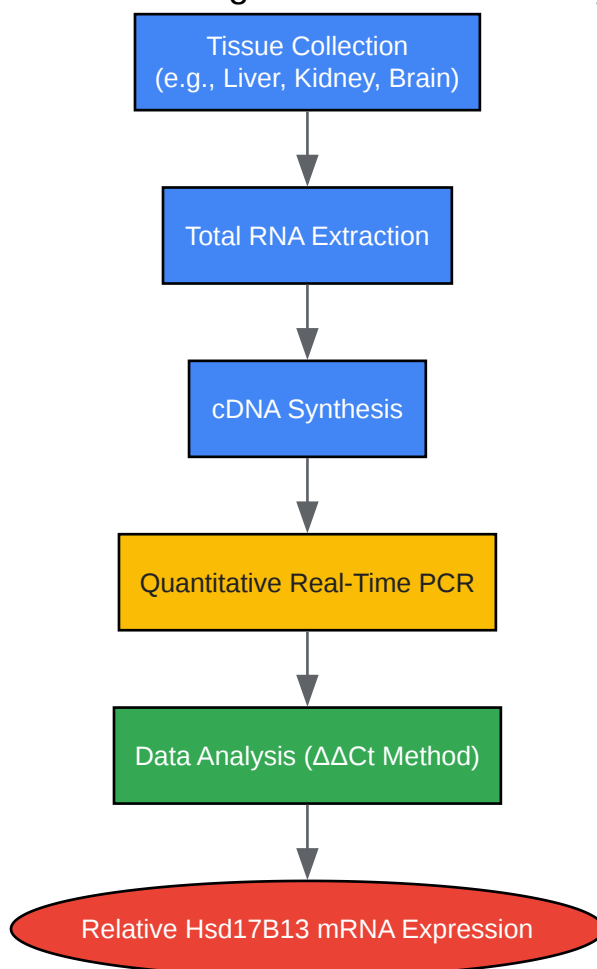 Tissue Collection
(e.g., Liver, Kidney, Brain)
Total RNA Extraction
cDNA Synthesis
Quantitative Real-Time PCR
Data Analysis (ΔΔCt Method)
Relative Hsd17B13 mRNA Expression